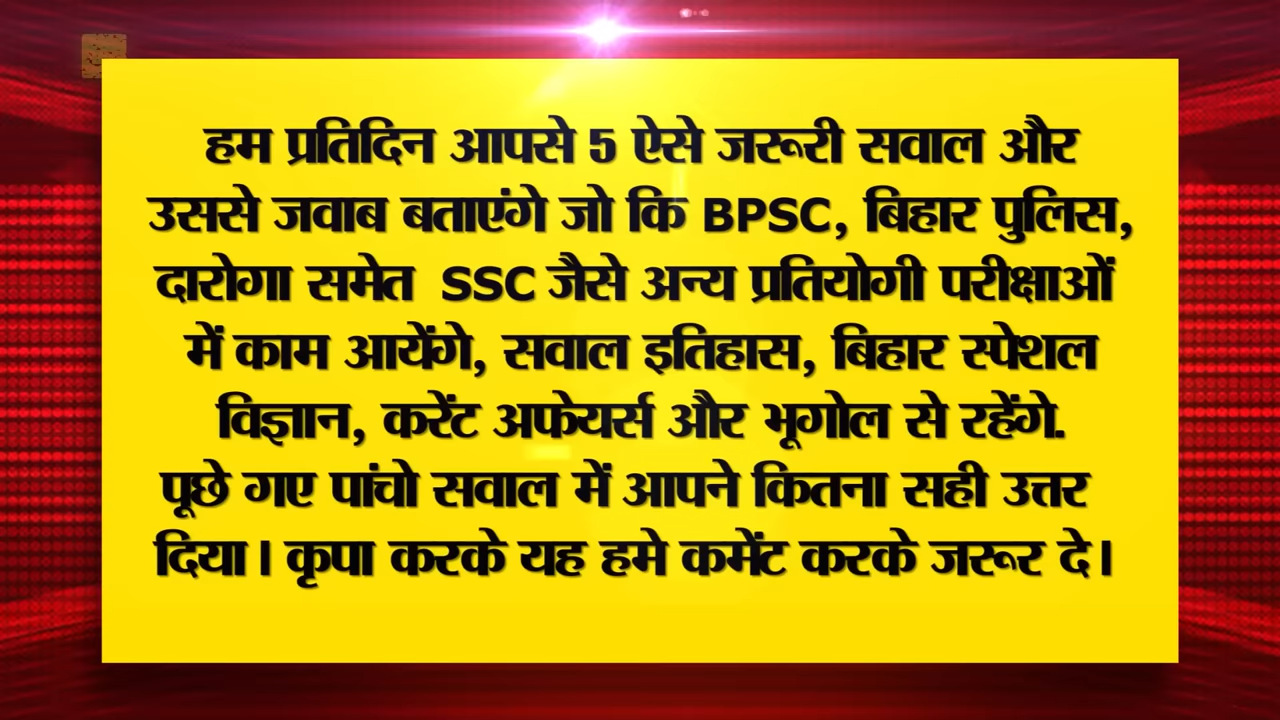 हम प्रतिदिन आपसे 5 ऐसे जरूरी सवाल और
उससे जवाब बताएंगे जो कि BPSC, बिहार पुलिस,
दारोगा समेत SSC जैसे अन्य प्रतियोगी परीक्षाओं
में काम आयेंगे, सवाल इतिहास, बिहार स्पेशल
विज्ञान, करेंट अफेयर्स और भूगोल से रहेंगे.
पूछे गए पांचो सवाल में आपने कितना सही उत्तर
दिया। कृपा करके यह हमे कमेंट करके जरूर दे।